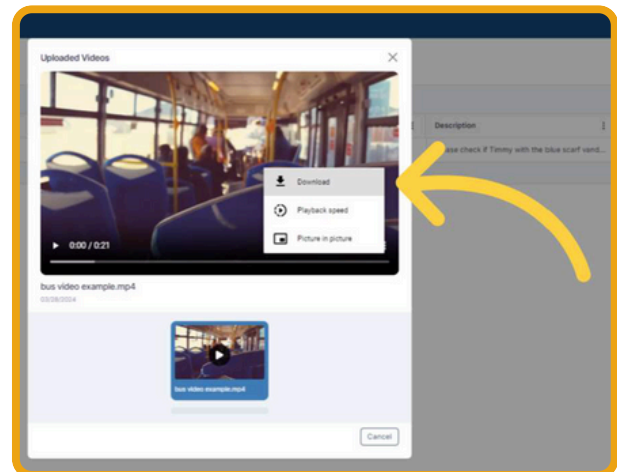 Uploaded Videos
Description
ase check if Timmy with the blue scarf vand...
Download
Playback speed
Picture in picture
0:00 / 0:21
bus video example.mp4
03/28/2024
bus video example.mp4
Cancel